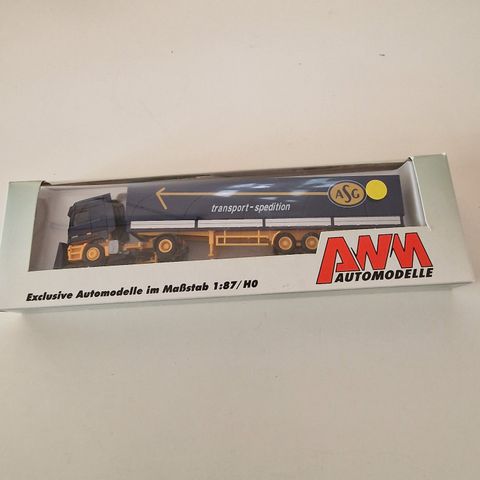 ASG
transport-spedition
AWM
AUTOMODELLE
Exclusive Automodelle im Maßstab 1:87/H0